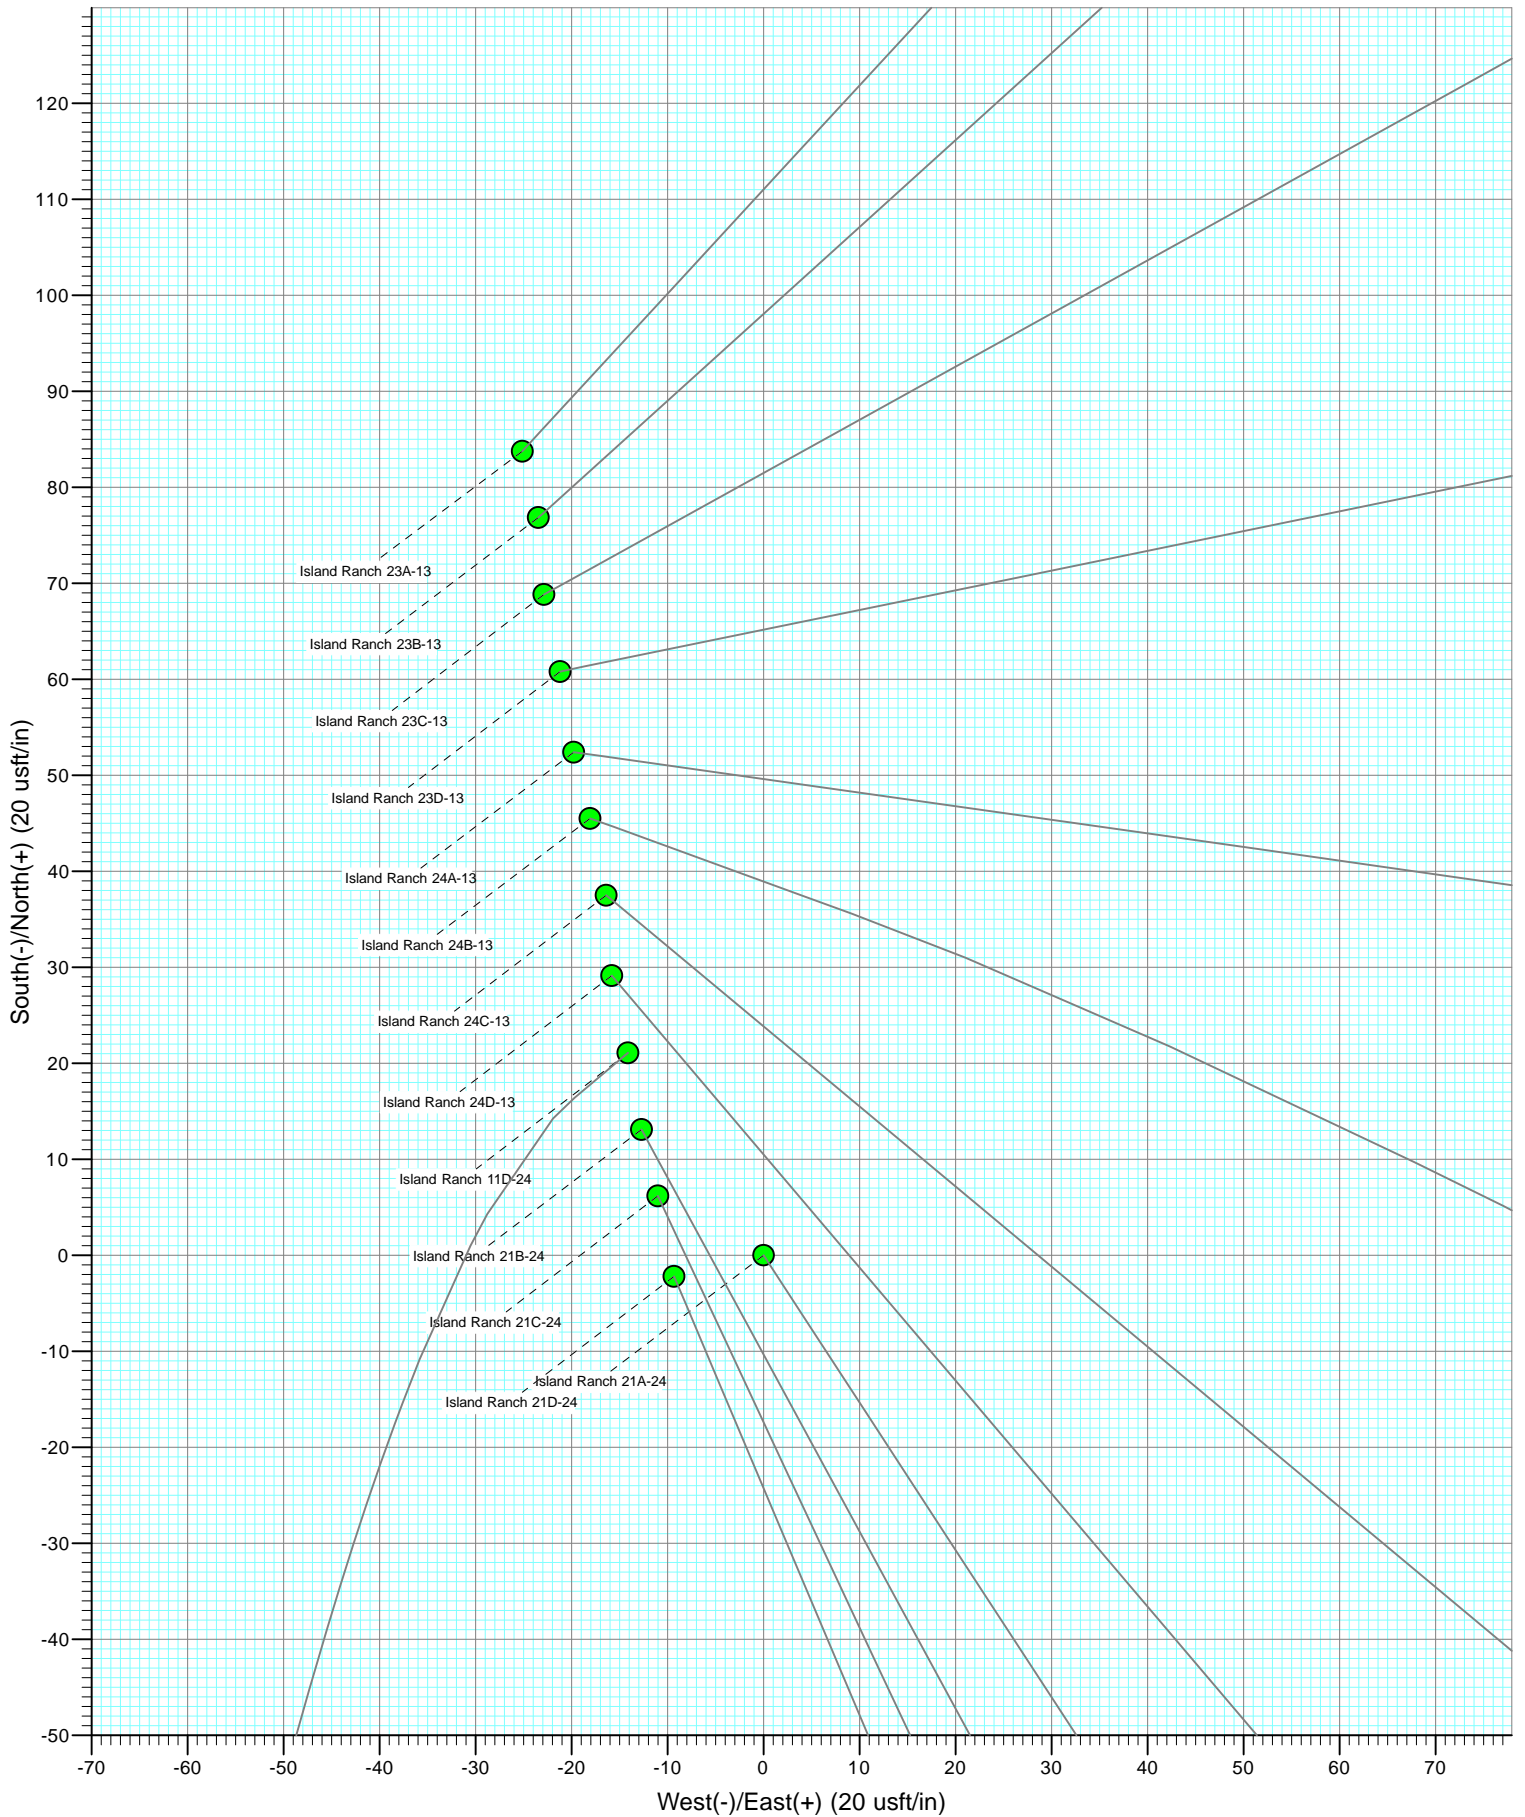 120
110
100
90
80
70
60
50
40
30
20
10
0
-10
-20
-30
-40
-50
South(-)/North(+) (20 usft/in)
Island Ranch 23A-13
Island Ranch 23B-13
Island Ranch 23C-13
Island Ranch 23D-13
Island Ranch 24A-13
Island Ranch 24B-13
Island Ranch 24C-13
Island Ranch 24D-13
Island Ranch 11D-24
Island Ranch 21B-24
Island Ranch 21C-24
Island Ranch 21A-24
Island Ranch 21D-24
-70 -60 -50 -40 -30 -20 -10 0 10 20 30 40 50 60 70
West(-)/East(+) (20 usft/in)